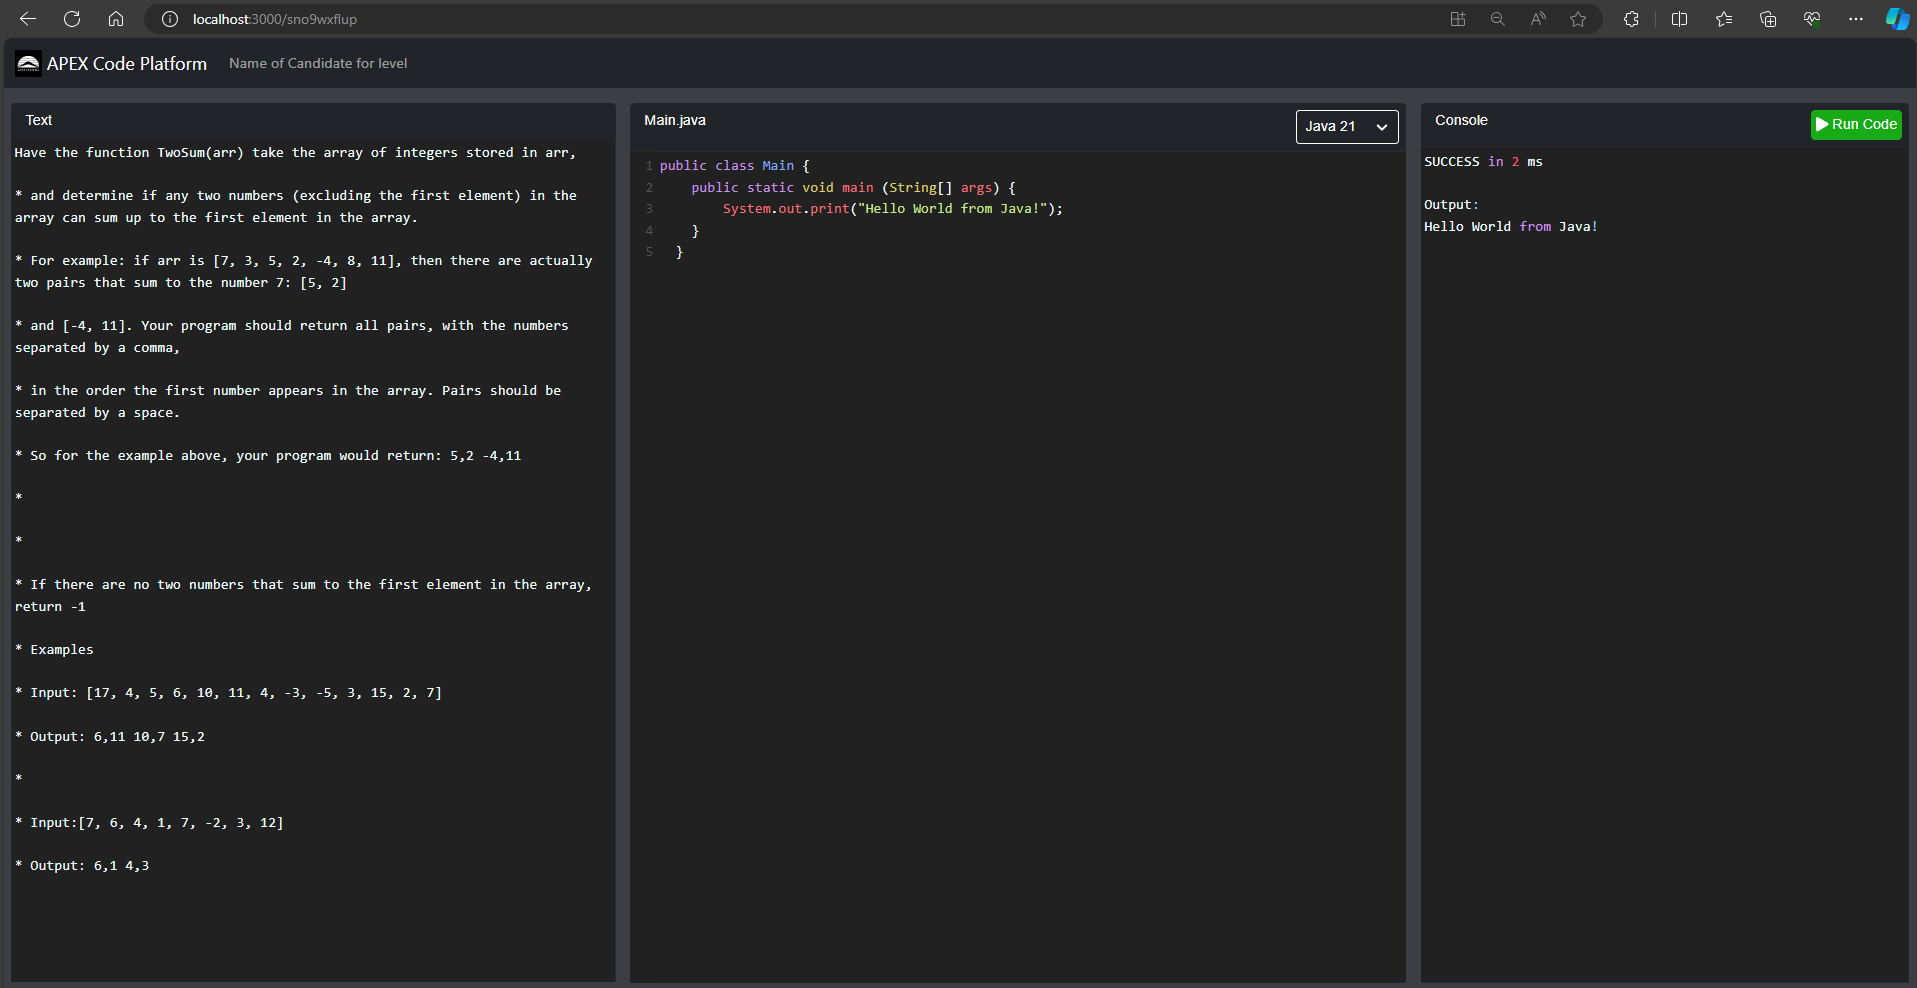 localhost:3000/sno9wxflup
APEX Code Platform
Name of Candidate for level
Text
Have the function TwoSum(arr) take the array of integers stored in arr,
* and determine if any two numbers (excluding the first element) in the
array can sum up to the first element in the array.
* For example: if arr is [7, 3, 5, 2, -4, 8, 11], then there are actually
two pairs that sum to the number 7: [5, 2]
* and [-4, 11]. Your program should return all pairs, with the numbers
separated by a comma,
* in the order the first number appears in the array. Pairs should be
separated by a space.
* So for the example above, your program would return: 5,2 -4,11
*
*
* If there are no two numbers that sum to the first element in the array,
return -1
* Examples
* Input: [17, 4, 5, 6, 10, 11, 4, -3, -5, 3, 15, 2, 7]
* Output: 6,11 10,7 15,2
*
* Input:[7, 6, 4, 1, 7, -2, 3, 12]
* Output: 6,1 4,3
Main.java
Java 21
1 public class Main {
2 public static void main (String[] args) {
3 System.out.print("Hello World from Java!");
4 }
5 }
Console
Run Code
SUCCESS in 2 ms
Output:
Hello World from Java!